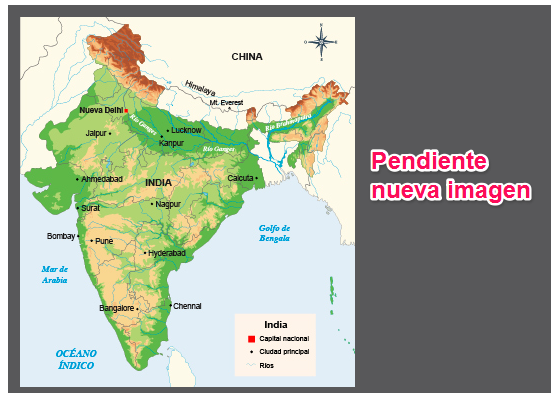 CHINA
Himalaya
Mt. Everest
Nueva Delhi
Río Ganges
Lucknow
Río Brahmaputra
Jaipur
Kanpur
Río Ganges
Ahmedabad
INDIA
Calcuta
Surat
Nagpur
Bombay
Pune
Golfo de
Bengala
Hyderabad
Mar de
Arabia
Bangalore
Chennai
OCÉANO
ÍNDICO
India
Capital nacional
Ciudad principal
Ríos
Pendiente
nueva imagen